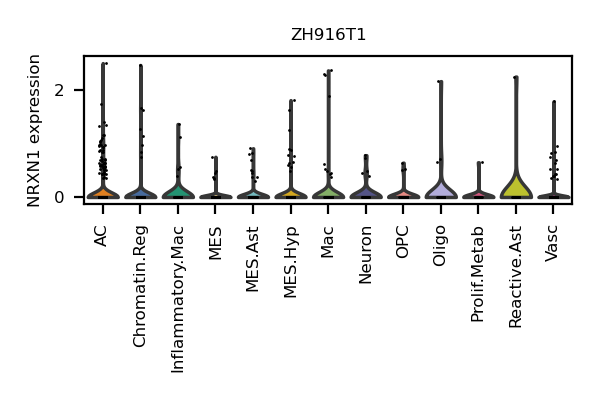 ZH916T1
NRXN1 expression
2
0
AC
Chromatin.Reg
Inflammatory.Mac
MES
MES.Ast
MES.Hyp
Mac
Neuron
OPC
Oligo
Prolif.Metab
Reactive.Ast
Vasc